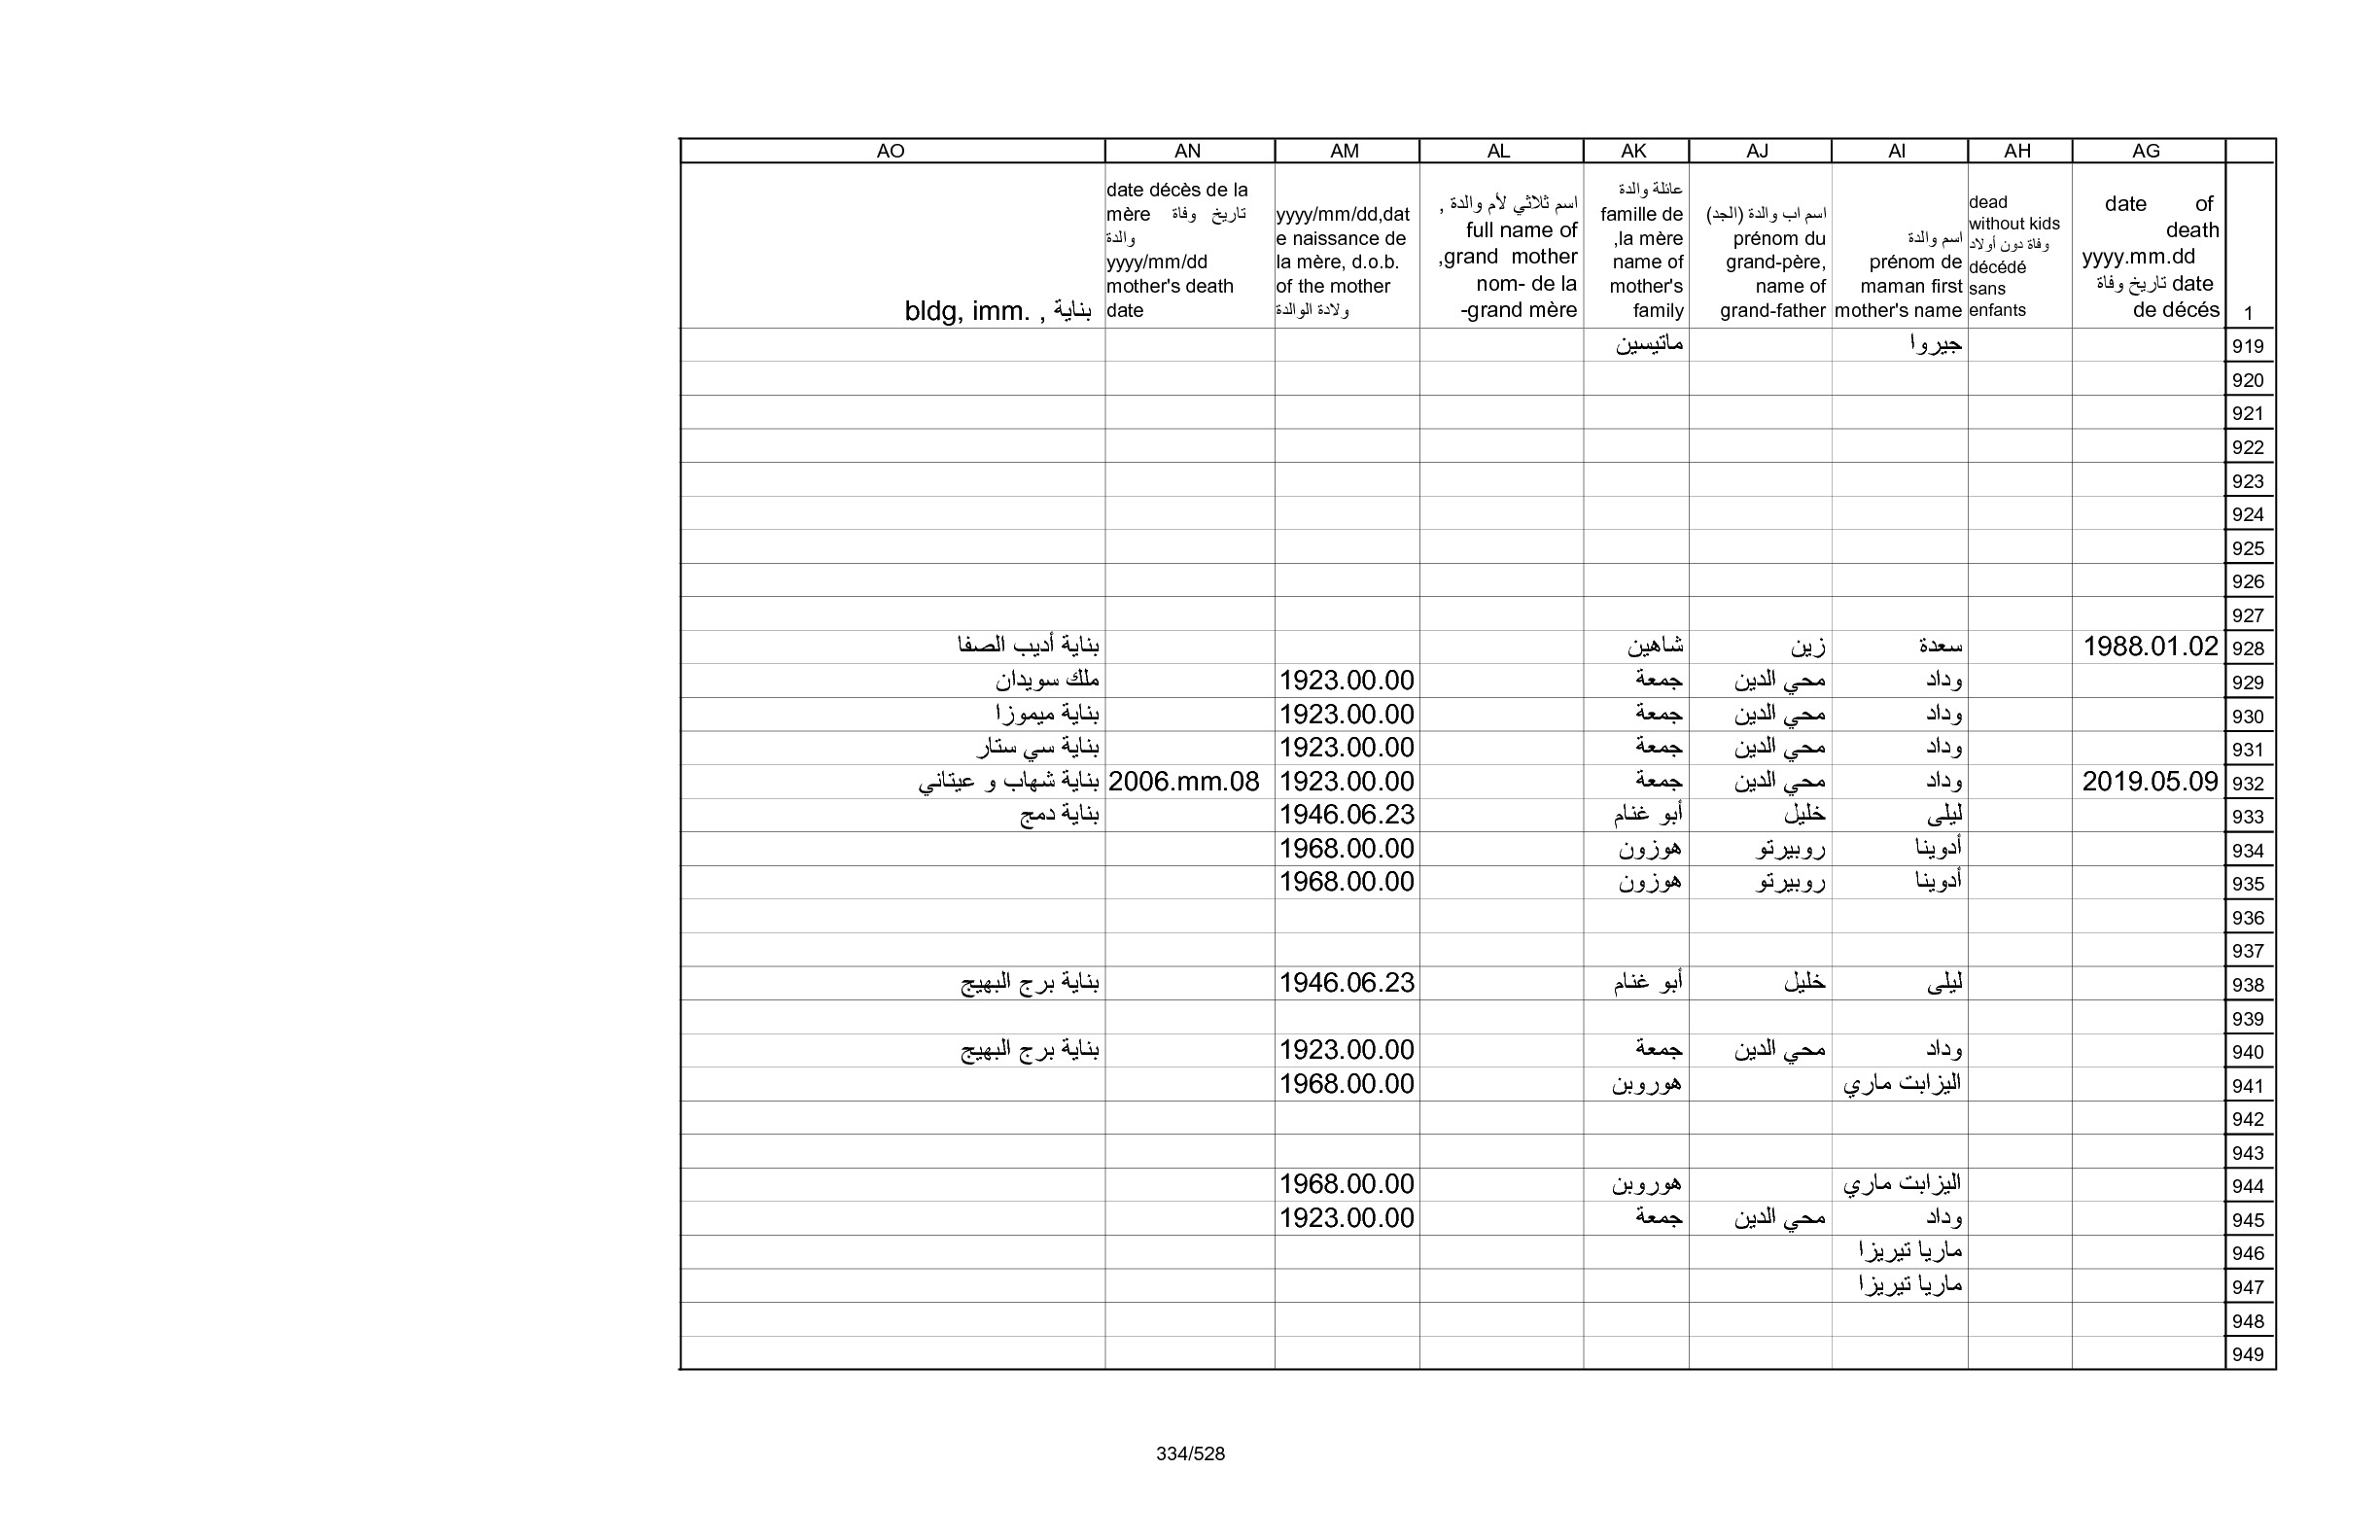 AG AH AI AJ AK AL AM AN AO
1
date of
death
yyyy.mm.dd
date تاريخ وفاة
de décés
dead
without kids
وفاة دون أولاد
décédé
sans
enfants
اسم والدة
prénom de
maman first
mother's name
اسم اب والدة (الجد)
prénom du
grand-père,
name of
grand-father
عائلة والدة
famille de
,la mère
name of
mother's
family
اسم ثلاثي لأم والدة ,
full name of
,grand mother
nom- de la
-grand mère
yyyy/mm/dd,dat
e naissance de
la mère, d.o.b.
of the mother
ولادة الوالدة
date décès de la
mère تاريخ وفاة
والدة
yyyy/mm/dd
mother's death
date
bldg, imm. , بناية
919 جيروا ماتيسين
920
921
922
923
924
925
926
927
928 1988.01.02 سعدة زين شاهين بناية أديب الصفا
929 وداد محي الدين جمعة 1923.00.00 ملك سويدان
930 وداد محي الدين جمعة 1923.00.00 بناية ميموزا
931 وداد محي الدين جمعة 1923.00.00 بناية سي ستار
932 2019.05.09 وداد محي الدين جمعة 1923.00.00 2006.mm.08 بناية شهاب و عيتاني
933 ليلى خليل أبو غنام 1946.06.23 بناية دمج
934 أدوينا روبيرتو هوزون 1968.00.00
935 أدوينا روبيرتو هوزون 1968.00.00
936
937
938 ليلى خليل أبو غنام 1946.06.23 بناية برج البهيج
939
940 وداد محي الدين جمعة 1923.00.00 بناية برج البهيج
941 اليزابت ماري هوروبن 1968.00.00
942
943
944 اليزابت ماري هوروبن 1968.00.00
945 وداد محي الدين جمعة 1923.00.00
946 ماريا تيريزا
947 ماريا تيريزا
948
949
334/528